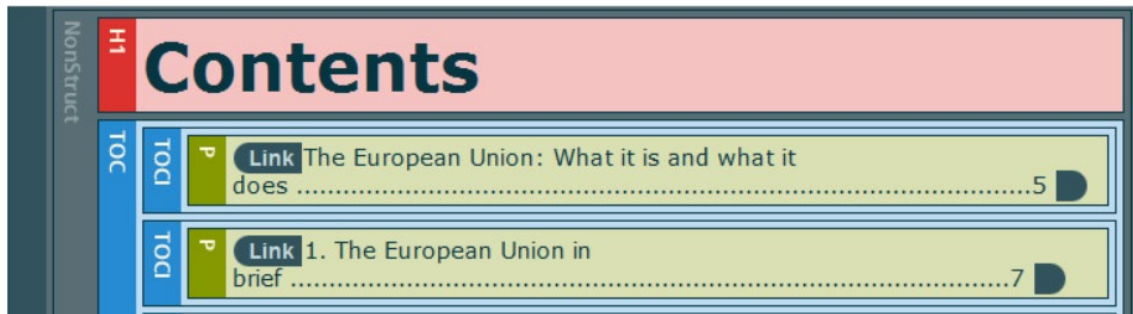 NonStruct
H1
Contents
TOC
TOCI
P
Link The European Union: What it is and what it
does ................................................................................5
TOCI
P
Link 1. The European Union in
brief ................................................................................7